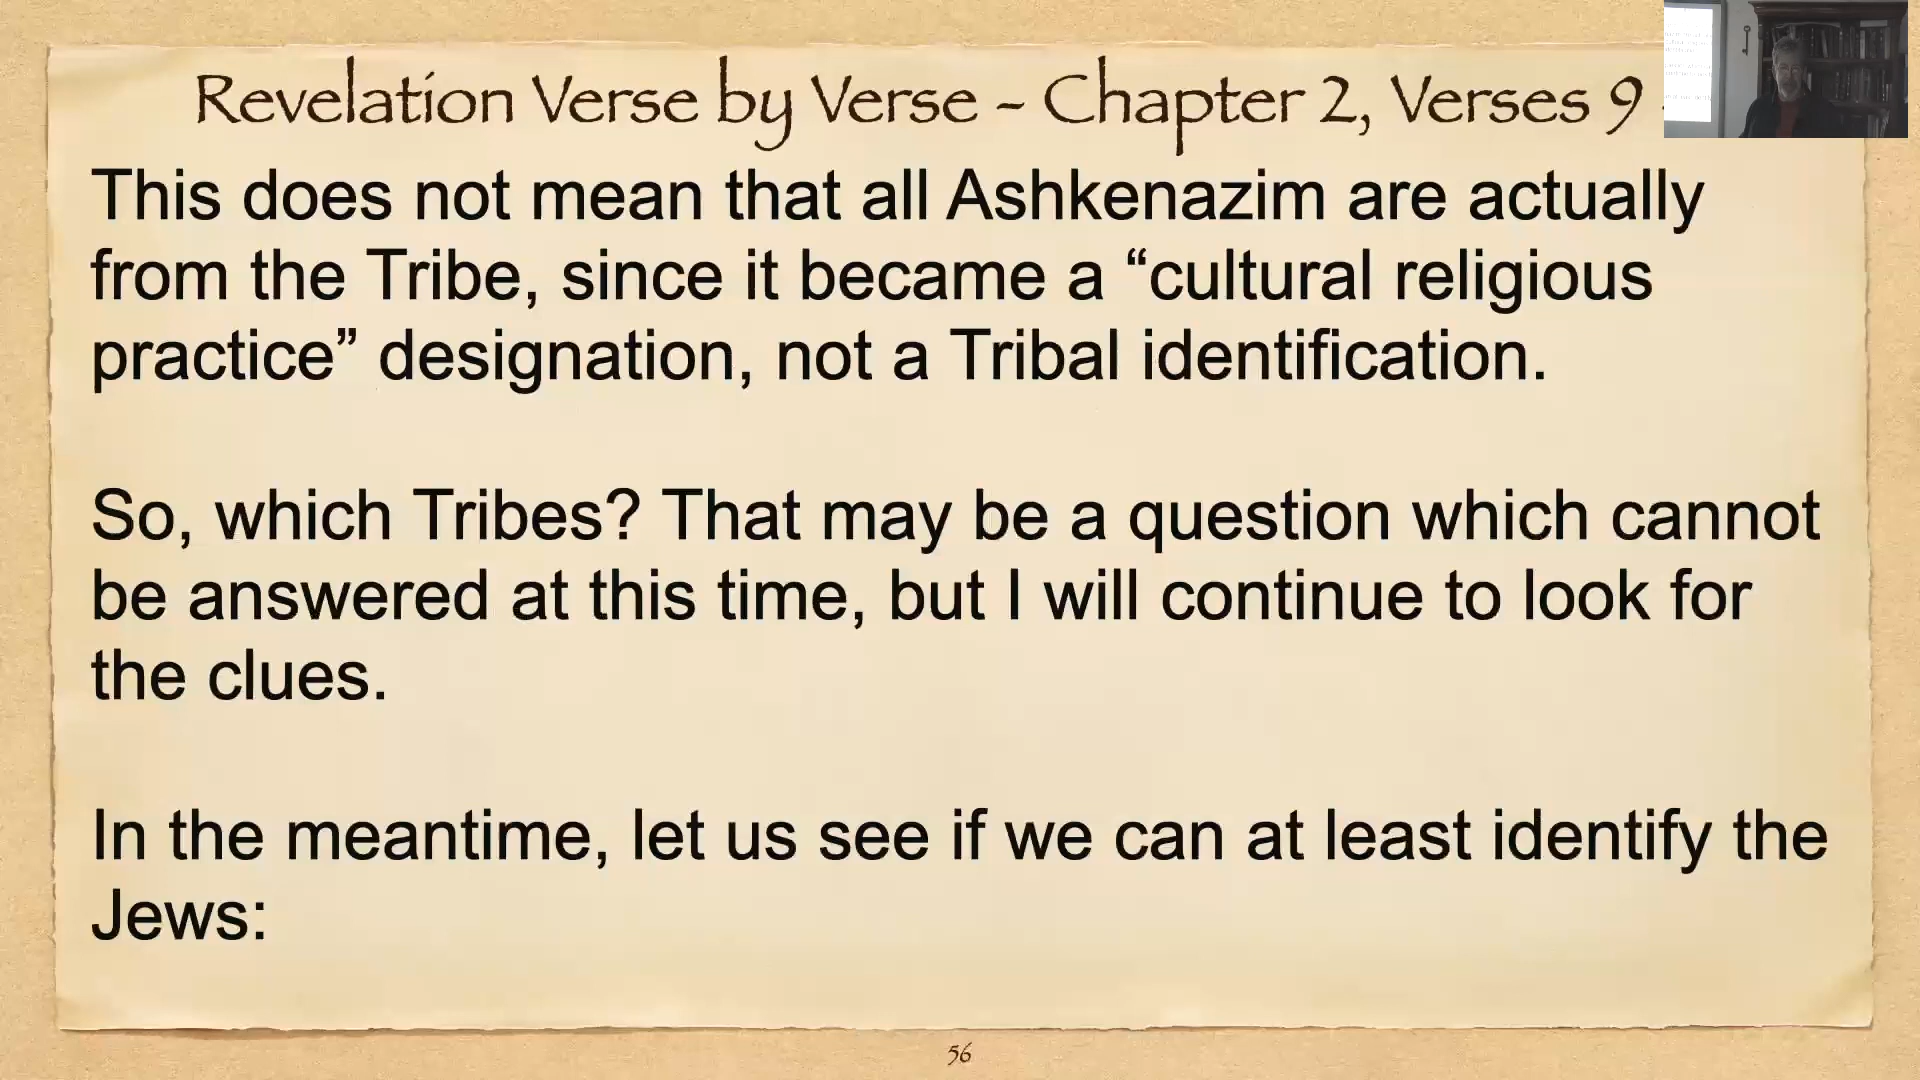 Revelation Verse by Verse - Chapter 2, Verses 9
This does not mean that all Ashkenazim are actually
from the Tribe, since it became a “cultural religious
practice” designation, not a Tribal identification.
So, which Tribes? That may be a question which cannot
be answered at this time, but I will continue to look for
the clues.
In the meantime, let us see if we can at least identify the
Jews:
56